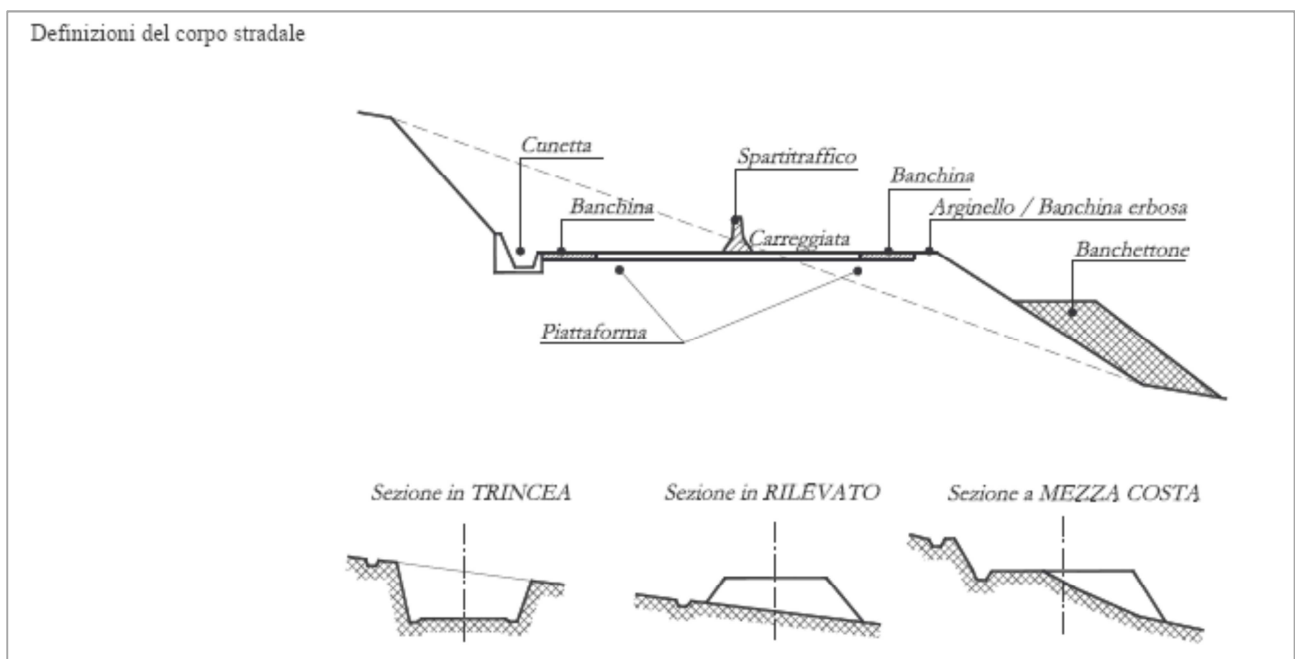 Definizioni del corpo stradale
Cunetta
Spartitraffico
Banchina
Banchina
Arginello / Banchina erbosa
Carreggiata
Banchettone
Piattaforma
Sezione in TRINCEA
Sezione in RILEVATO
Sezione a MEZZA COSTA